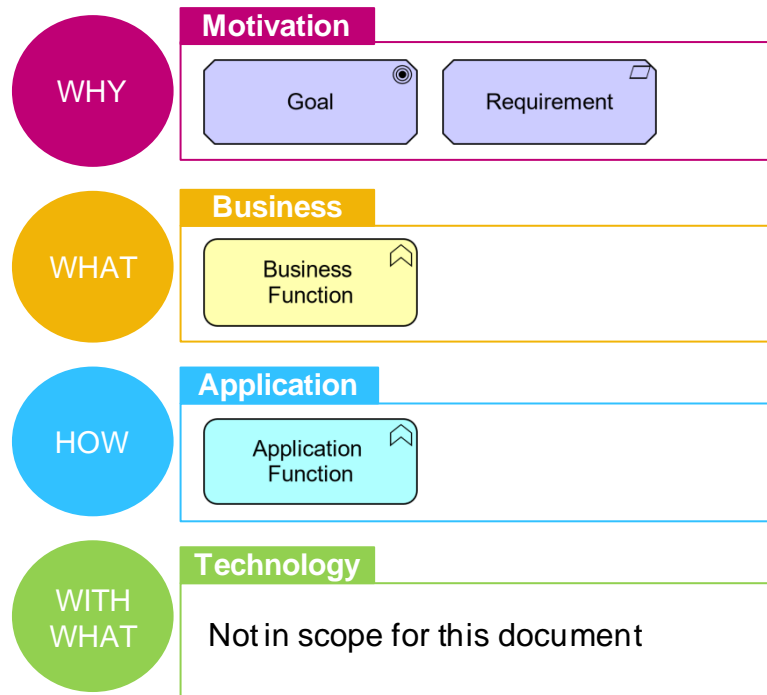 Motivation
WHY
Goal
Requirement
Business
WHAT
Business
Function
Application
HOW
Application
Function
Technology
WITH
WHAT
Not in scope for this document